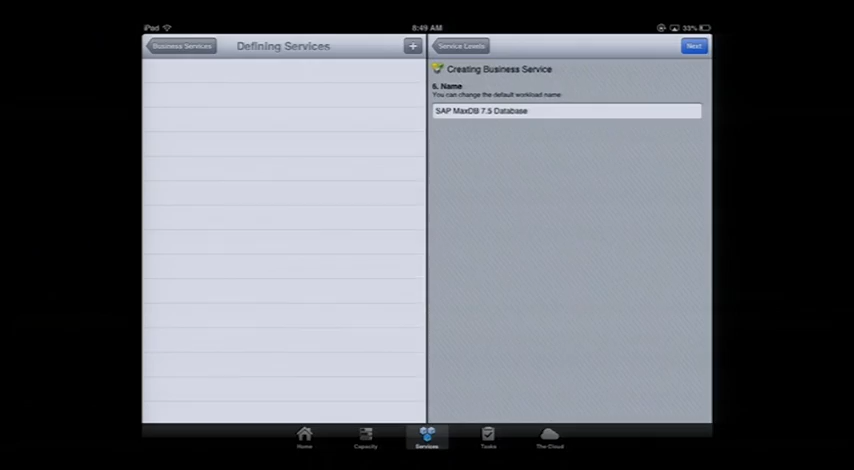 iPad 8:49 AM 33%
Business Services Defining Services + Service Levels Next
Creating Business Service
6. Name
You can change the default workload name
SAP MaxDB 7.5 Database
Home Capacity Services Tasks The Cloud